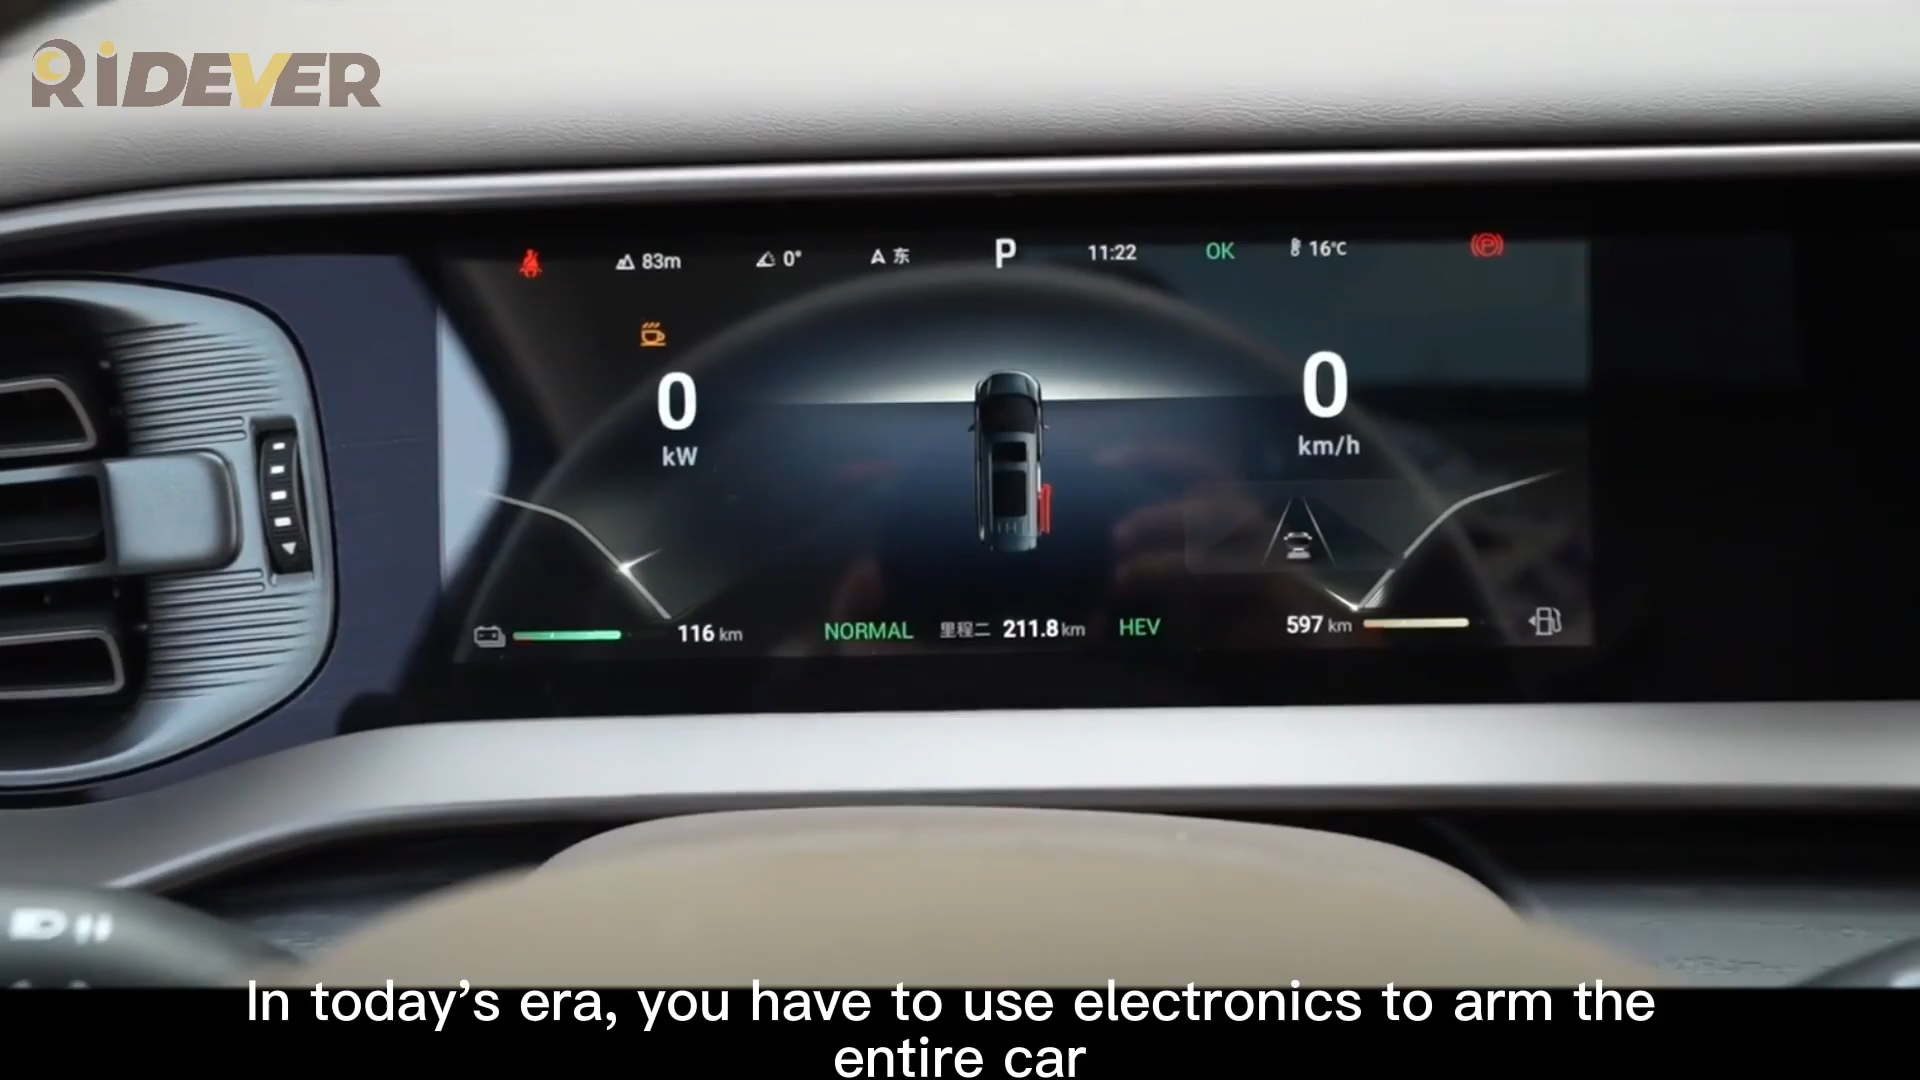 RiDEVER
83m
0°
A 东
P
11:22
OK
16℃
P
0
kW
0
km/h
116 km
NORMAL
里程二 211.8 km
HEV
597 km
In today's era, you have to use electronics to arm the
entire car